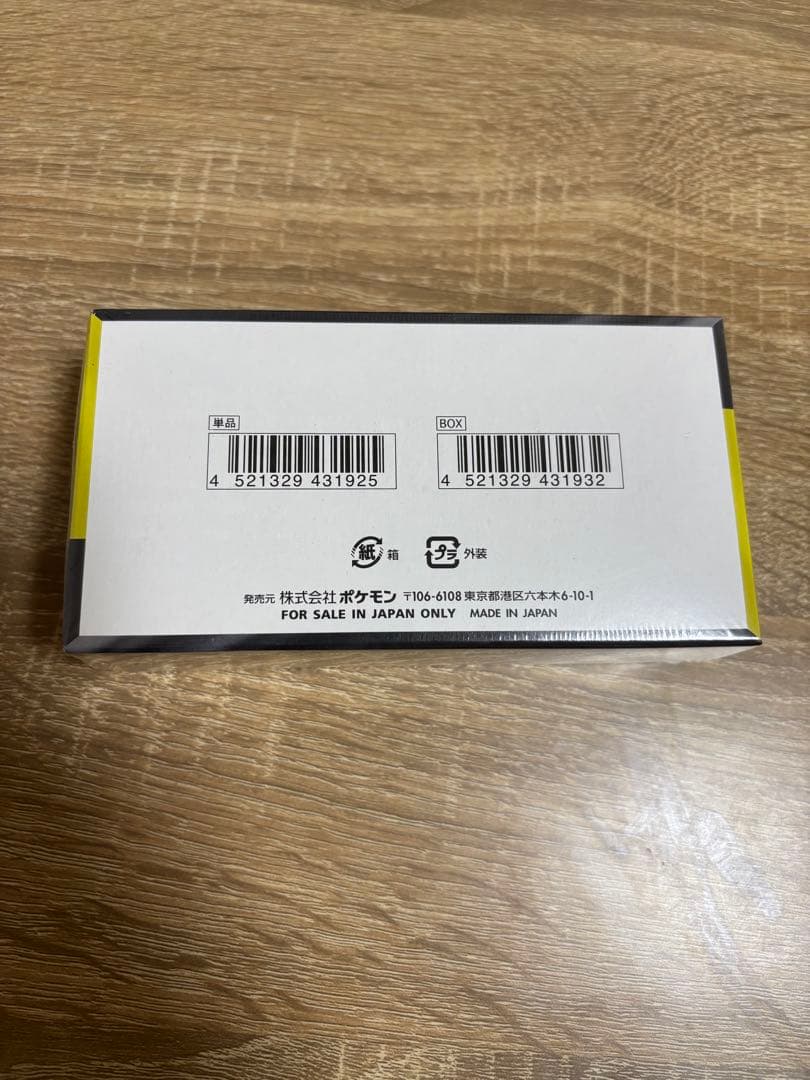 単品 BOX
4 521329 431925 4 521329 431932
紙 箱 プラ 外装
発売元 株式会社 ポケモン 〒106-6108 東京都港区六本木6-10-1
FOR SALE IN JAPAN ONLY MADE IN JAPAN